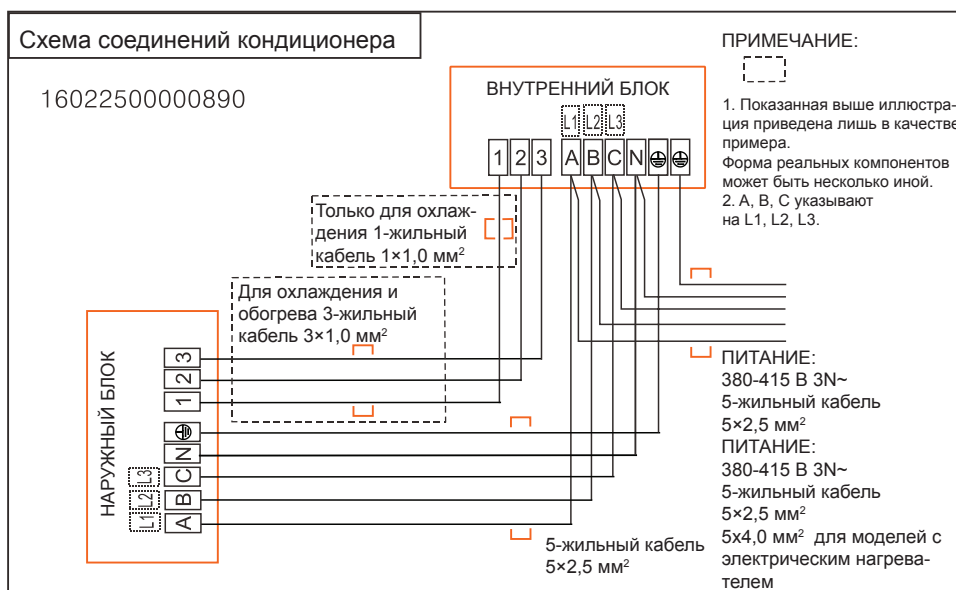 Схема соединений кондиционера
16022500000890
ВНУТРЕННИЙ БЛОК
L1 L2 L3
1 2 3 A B C N
ПРИМЕЧАНИЕ:
1. Показанная выше иллюстра-
ция приведена лишь в качестве
примера.
Форма реальных компонентов
может быть несколько иной.
2. A, B, C указывают
на L1, L2, L3.
Только для охлаж-
дения 1-жильный
кабель 1×1,0 мм²
Для охлаждения и
обогрева 3-жильный
кабель 3×1,0 мм²
НАРУЖНЫЙ БЛОК
3
2
1
N
L3 C
L2 B
L1 A
5-жильный кабель
5×2,5 мм²
ПИТАНИЕ:
380-415 В 3N~
5-жильный кабель
5×2,5 мм²
ПИТАНИЕ:
380-415 В 3N~
5-жильный кабель
5×2,5 мм²
5x4,0 мм² для моделей с
электрическим нагрева-
телем